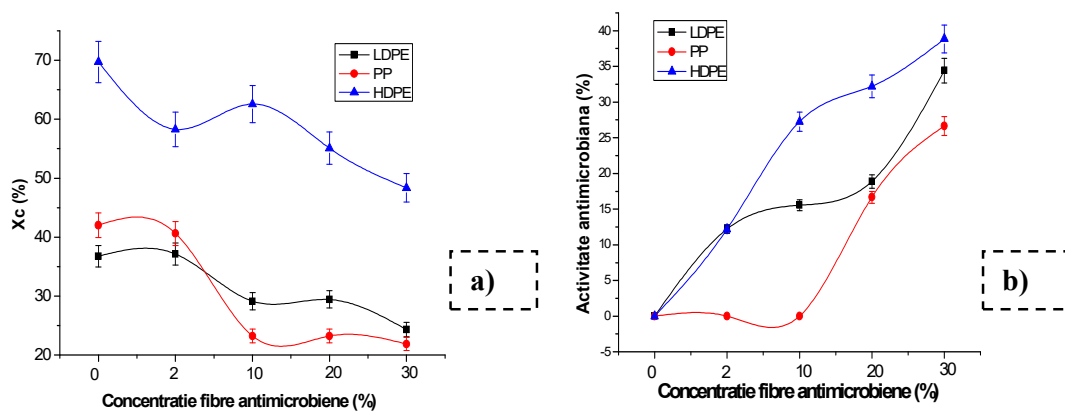 Xc (%)
70
60
50
40
30
20
LDPE
PP
HDPE
0 2 10 20 30
Concentratie fibre antimicrobiene (%)
a)
Activitate antimicrobiana (%)
40
35
30
25
20
15
10
5
0
-5
LDPE
PP
HDPE
0 2 10 20 30
Concentratie fibre antimicrobiene (%)
b)